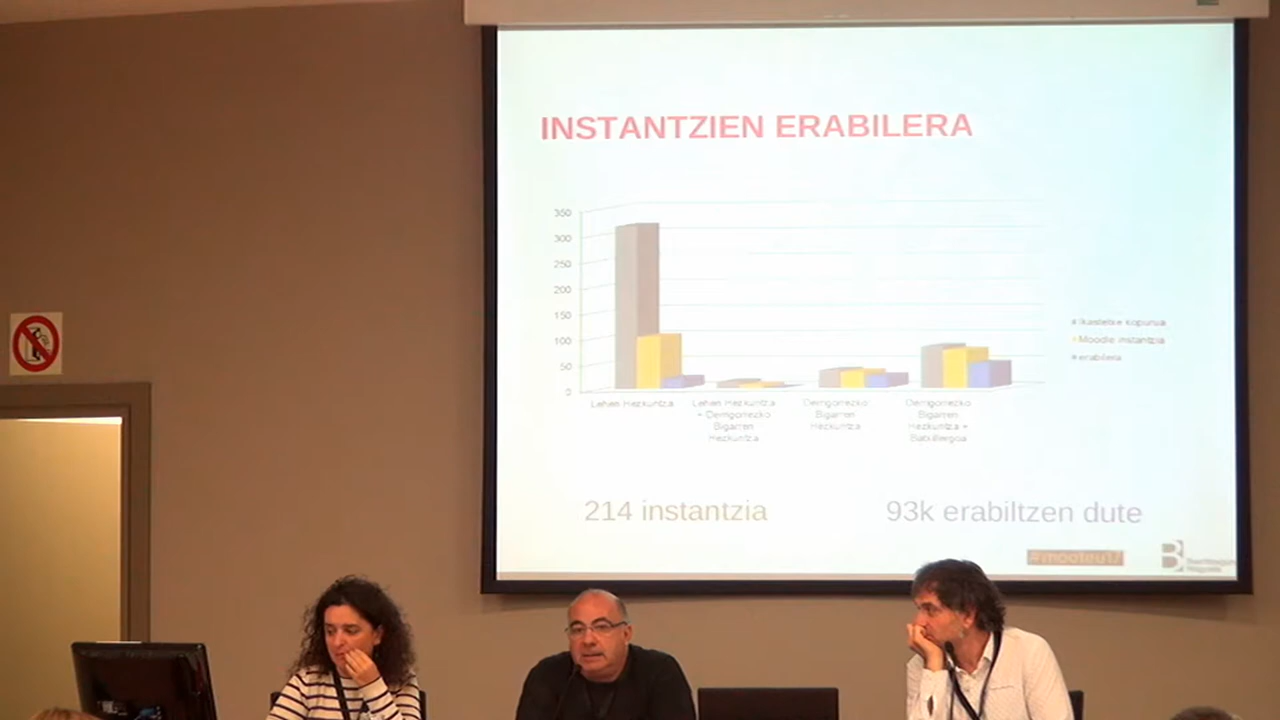 INSTANTZIEN ERABILERA
350
300
250
200
150
100
50
0
Lehen Hezkuntza
Lehen Hezkuntza
+ Derrigorrezko
Bigarren
Hezkuntza
Derrigorrezko
Bigarren
Hezkuntza
Derrigorrezko
Bigarren
Hezkuntza +
Batxillergoa
Ikastetxe kopurua
Moodle instantzia
erabilera
214 instantzia
93k erabiltzen dute
#mooteu17
B